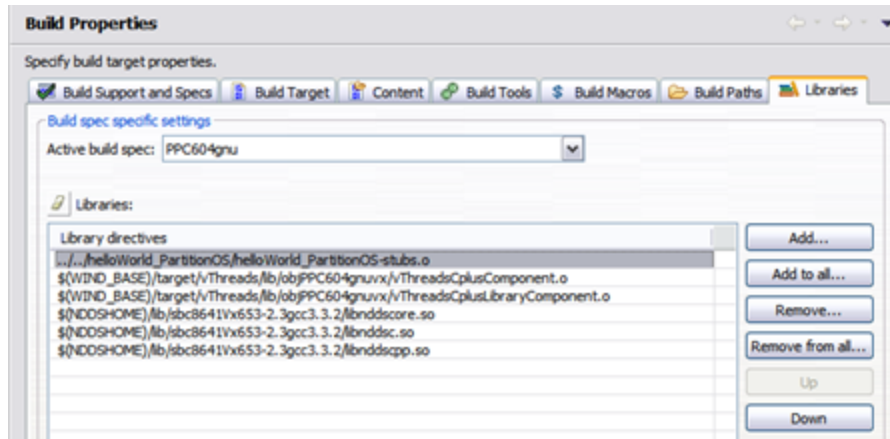 Build Properties
Specify build target properties.
Build Support and Specs Build Target Content Build Tools $ Build Macros Build Paths Libraries
Build spec specific settings
Active build spec: PPC604gnu
Libraries:
Library directives
../../helloWorld_PartitionOS/helloWorld_PartitionOS-stubs.o
$(WIND_BASE)/target/vThreads/lib/objPPC604gnuvx/vThreadsCplusComponent.o
$(WIND_BASE)/target/vThreads/lib/objPPC604gnuvx/vThreadsCplusLibraryComponent.o
$(NDDSHOME)/lib/sbc8641Vx653-2.3gcc3.3.2/libnddscore.so
$(NDDSHOME)/lib/sbc8641Vx653-2.3gcc3.3.2/libnddsc.so
$(NDDSHOME)/lib/sbc8641Vx653-2.3gcc3.3.2/libnddscpp.so
Add...
Add to all...
Remove...
Remove from all...
Up
Down